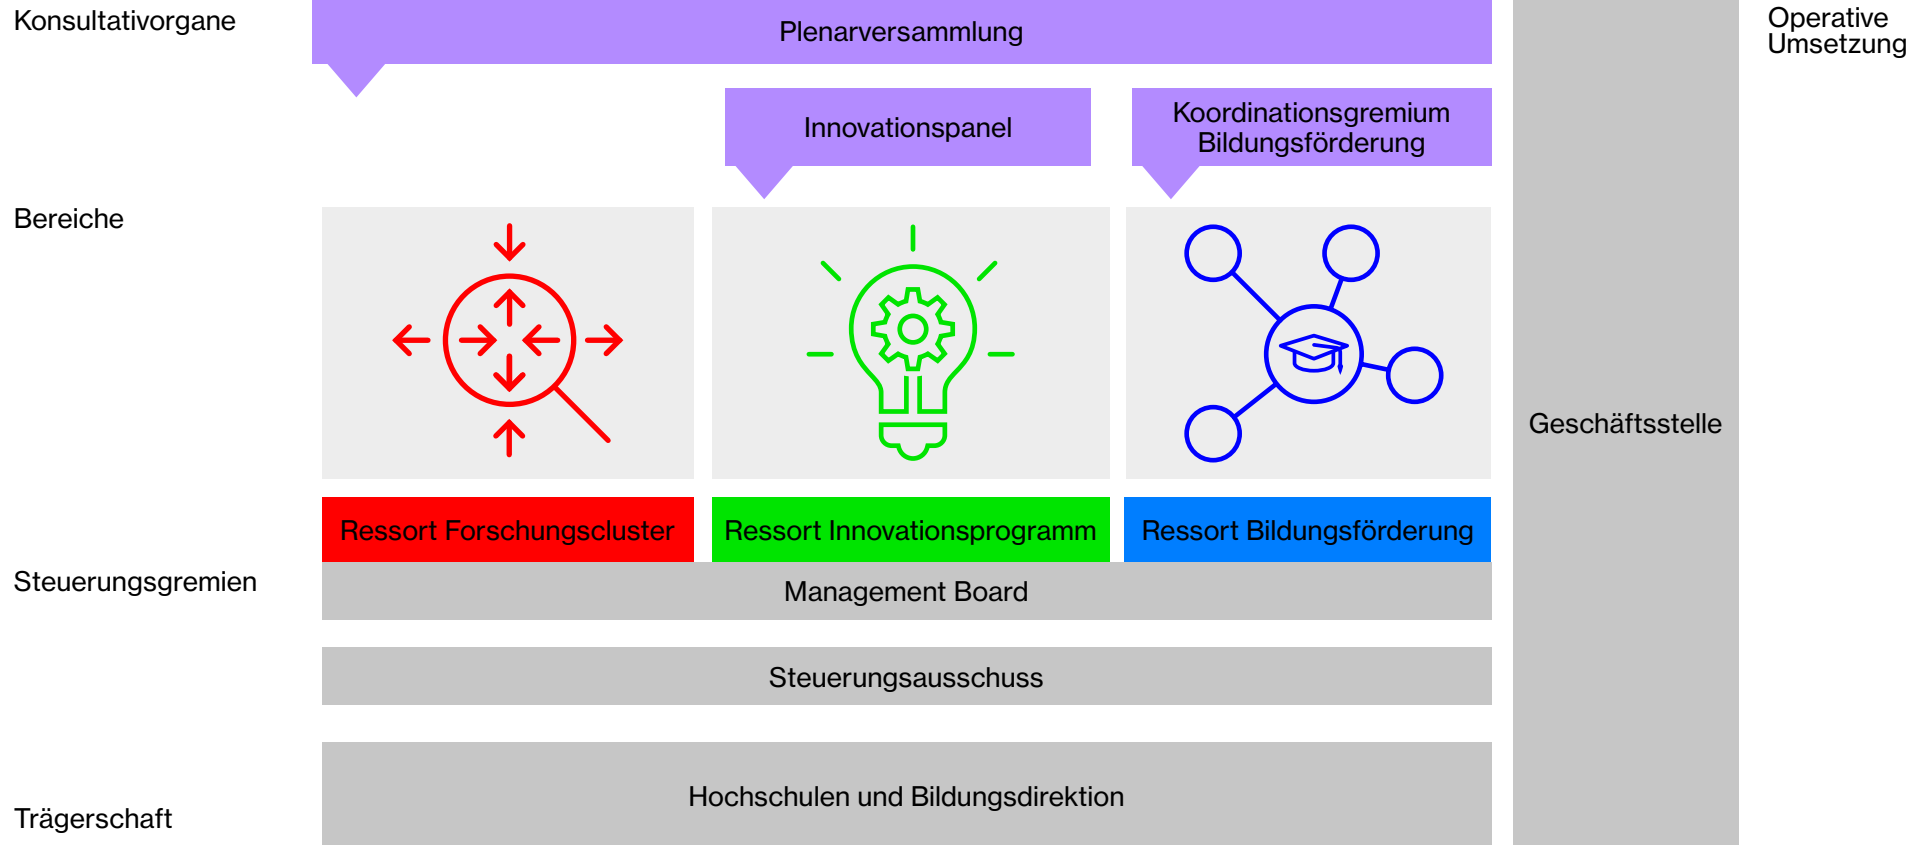 Konsultativorgane
Plenarversammlung
Operative
Umsetzung
Innovationspanel
Koordinationsgremium
Bildungsförderung
Bereiche
Geschäftsstelle
Ressort Forschungscluster
Ressort Innovationsprogramm
Ressort Bildungsförderung
Steuerungsgremien
Management Board
Steuerungsausschuss
Hochschulen und Bildungsdirektion
Trägerschaft